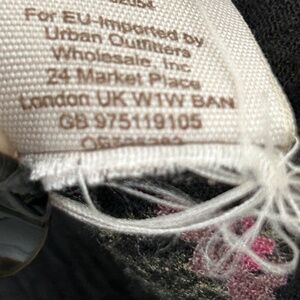 For EU-Imported by
Urban Outfitters
Wholesale, Inc
24 Market Place
London UK W1W 8AN
GB 975119105